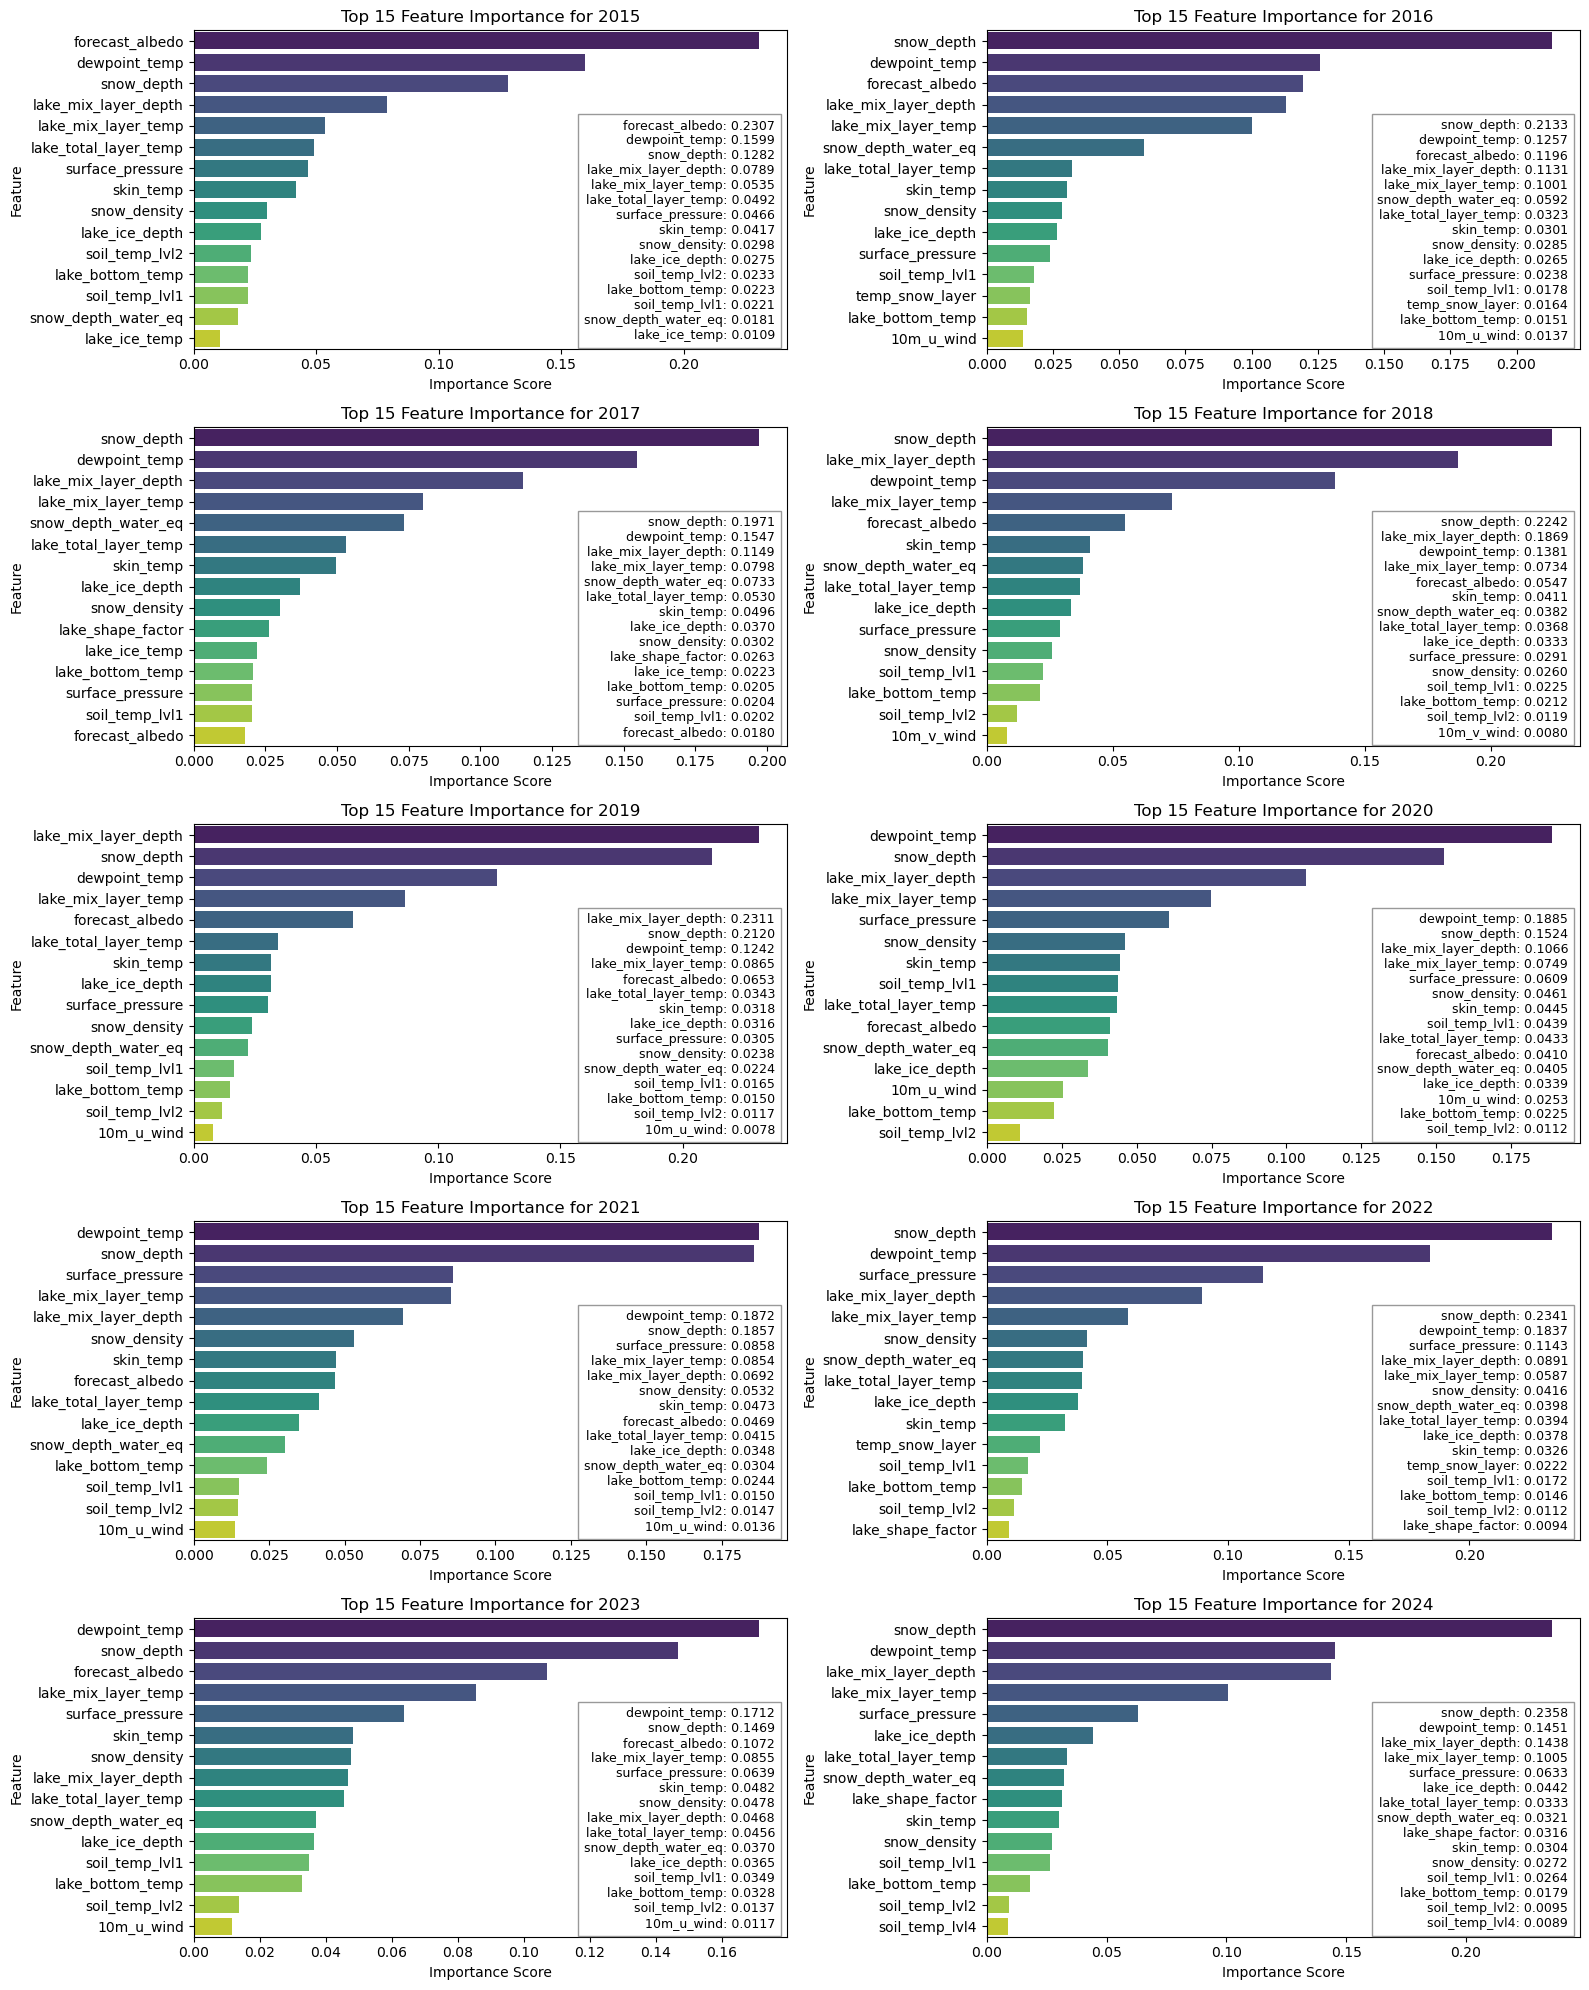 Top 15 Feature Importance for 2015
Feature
forecast_albedo
dewpoint_temp
snow_depth
lake_mix_layer_depth
lake_mix_layer_temp
lake_total_layer_temp
surface_pressure
skin_temp
snow_density
lake_ice_depth
soil_temp_lvl2
lake_bottom_temp
soil_temp_lvl1
snow_depth_water_eq
lake_ice_temp
forecast_albedo: 0.2307
dewpoint_temp: 0.1599
snow_depth: 0.1282
lake_mix_layer_depth: 0.0789
lake_mix_layer_temp: 0.0535
lake_total_layer_temp: 0.0492
surface_pressure: 0.0466
skin_temp: 0.0417
snow_density: 0.0298
lake_ice_depth: 0.0275
soil_temp_lvl2: 0.0233
lake_bottom_temp: 0.0223
soil_temp_lvl1: 0.0221
snow_depth_water_eq: 0.0181
lake_ice_temp: 0.0109
0.00 0.05 0.10 0.15 0.20
Importance Score
Top 15 Feature Importance for 2016
Feature
snow_depth
dewpoint_temp
forecast_albedo
lake_mix_layer_depth
lake_mix_layer_temp
snow_depth_water_eq
lake_total_layer_temp
skin_temp
snow_density
lake_ice_depth
surface_pressure
soil_temp_lvl1
temp_snow_layer
lake_bottom_temp
10m_u_wind
snow_depth: 0.2133
dewpoint_temp: 0.1257
forecast_albedo: 0.1196
lake_mix_layer_depth: 0.1131
lake_mix_layer_temp: 0.1001
snow_depth_water_eq: 0.0592
lake_total_layer_temp: 0.0323
skin_temp: 0.0301
snow_density: 0.0285
lake_ice_depth: 0.0265
surface_pressure: 0.0238
soil_temp_lvl1: 0.0178
temp_snow_layer: 0.0164
lake_bottom_temp: 0.0151
10m_u_wind: 0.0137
0.000 0.025 0.050 0.075 0.100 0.125 0.150 0.175 0.200
Importance Score
Top 15 Feature Importance for 2017
Feature
snow_depth
dewpoint_temp
lake_mix_layer_depth
lake_mix_layer_temp
snow_depth_water_eq
lake_total_layer_temp
skin_temp
lake_ice_depth
snow_density
lake_shape_factor
lake_ice_temp
lake_bottom_temp
surface_pressure
soil_temp_lvl1
forecast_albedo
snow_depth: 0.1971
dewpoint_temp: 0.1547
lake_mix_layer_depth: 0.1149
lake_mix_layer_temp: 0.0798
snow_depth_water_eq: 0.0733
lake_total_layer_temp: 0.0530
skin_temp: 0.0496
lake_ice_depth: 0.0370
snow_density: 0.0302
lake_shape_factor: 0.0263
lake_ice_temp: 0.0223
lake_bottom_temp: 0.0205
surface_pressure: 0.0204
soil_temp_lvl1: 0.0202
forecast_albedo: 0.0180
0.000 0.025 0.050 0.075 0.100 0.125 0.150 0.175 0.200
Importance Score
Top 15 Feature Importance for 2018
Feature
snow_depth
lake_mix_layer_depth
dewpoint_temp
lake_mix_layer_temp
forecast_albedo
skin_temp
snow_depth_water_eq
lake_total_layer_temp
lake_ice_depth
surface_pressure
snow_density
soil_temp_lvl1
lake_bottom_temp
soil_temp_lvl2
10m_v_wind
snow_depth: 0.2242
lake_mix_layer_depth: 0.1869
dewpoint_temp: 0.1381
lake_mix_layer_temp: 0.0734
forecast_albedo: 0.0547
skin_temp: 0.0411
snow_depth_water_eq: 0.0382
lake_total_layer_temp: 0.0368
lake_ice_depth: 0.0333
surface_pressure: 0.0291
snow_density: 0.0260
soil_temp_lvl1: 0.0225
lake_bottom_temp: 0.0212
soil_temp_lvl2: 0.0119
10m_v_wind: 0.0080
0.00 0.05 0.10 0.15 0.20
Importance Score
Top 15 Feature Importance for 2019
Feature
lake_mix_layer_depth
snow_depth
dewpoint_temp
lake_mix_layer_temp
forecast_albedo
lake_total_layer_temp
skin_temp
lake_ice_depth
surface_pressure
snow_density
snow_depth_water_eq
soil_temp_lvl1
lake_bottom_temp
soil_temp_lvl2
10m_u_wind
lake_mix_layer_depth: 0.2311
snow_depth: 0.2120
dewpoint_temp: 0.1242
lake_mix_layer_temp: 0.0865
forecast_albedo: 0.0653
lake_total_layer_temp: 0.0343
skin_temp: 0.0318
lake_ice_depth: 0.0316
surface_pressure: 0.0305
snow_density: 0.0238
snow_depth_water_eq: 0.0224
soil_temp_lvl1: 0.0165
lake_bottom_temp: 0.0150
soil_temp_lvl2: 0.0117
10m_u_wind: 0.0078
0.00 0.05 0.10 0.15 0.20
Importance Score
Top 15 Feature Importance for 2020
Feature
dewpoint_temp
snow_depth
lake_mix_layer_depth
lake_mix_layer_temp
surface_pressure
snow_density
skin_temp
soil_temp_lvl1
lake_total_layer_temp
forecast_albedo
snow_depth_water_eq
lake_ice_depth
10m_u_wind
lake_bottom_temp
soil_temp_lvl2
dewpoint_temp: 0.1885
snow_depth: 0.1524
lake_mix_layer_depth: 0.1066
lake_mix_layer_temp: 0.0749
surface_pressure: 0.0609
snow_density: 0.0461
skin_temp: 0.0445
soil_temp_lvl1: 0.0439
lake_total_layer_temp: 0.0433
forecast_albedo: 0.0410
snow_depth_water_eq: 0.0405
lake_ice_depth: 0.0339
10m_u_wind: 0.0253
lake_bottom_temp: 0.0225
soil_temp_lvl2: 0.0112
0.000 0.025 0.050 0.075 0.100 0.125 0.150 0.175
Importance Score
Top 15 Feature Importance for 2021
Feature
dewpoint_temp
snow_depth
surface_pressure
lake_mix_layer_temp
lake_mix_layer_depth
snow_density
skin_temp
forecast_albedo
lake_total_layer_temp
lake_ice_depth
snow_depth_water_eq
lake_bottom_temp
soil_temp_lvl1
soil_temp_lvl2
10m_u_wind
dewpoint_temp: 0.1872
snow_depth: 0.1857
surface_pressure: 0.0858
lake_mix_layer_temp: 0.0854
lake_mix_layer_depth: 0.0692
snow_density: 0.0532
skin_temp: 0.0473
forecast_albedo: 0.0469
lake_total_layer_temp: 0.0415
lake_ice_depth: 0.0348
snow_depth_water_eq: 0.0304
lake_bottom_temp: 0.0244
soil_temp_lvl1: 0.0150
soil_temp_lvl2: 0.0147
10m_u_wind: 0.0136
0.000 0.025 0.050 0.075 0.100 0.125 0.150 0.175
Importance Score
Top 15 Feature Importance for 2022
Feature
snow_depth
dewpoint_temp
surface_pressure
lake_mix_layer_depth
lake_mix_layer_temp
snow_density
snow_depth_water_eq
lake_total_layer_temp
lake_ice_depth
skin_temp
temp_snow_layer
soil_temp_lvl1
lake_bottom_temp
soil_temp_lvl2
lake_shape_factor
snow_depth: 0.2341
dewpoint_temp: 0.1837
surface_pressure: 0.1143
lake_mix_layer_depth: 0.0891
lake_mix_layer_temp: 0.0587
snow_density: 0.0416
snow_depth_water_eq: 0.0398
lake_total_layer_temp: 0.0394
lake_ice_depth: 0.0378
skin_temp: 0.0326
temp_snow_layer: 0.0222
soil_temp_lvl1: 0.0172
lake_bottom_temp: 0.0146
soil_temp_lvl2: 0.0112
lake_shape_factor: 0.0094
0.00 0.05 0.10 0.15 0.20
Importance Score
Top 15 Feature Importance for 2023
Feature
dewpoint_temp
snow_depth
forecast_albedo
lake_mix_layer_temp
surface_pressure
skin_temp
snow_density
lake_mix_layer_depth
lake_total_layer_temp
snow_depth_water_eq
lake_ice_depth
soil_temp_lvl1
lake_bottom_temp
soil_temp_lvl2
10m_u_wind
dewpoint_temp: 0.1712
snow_depth: 0.1469
forecast_albedo: 0.1072
lake_mix_layer_temp: 0.0855
surface_pressure: 0.0639
skin_temp: 0.0482
snow_density: 0.0478
lake_mix_layer_depth: 0.0468
lake_total_layer_temp: 0.0456
snow_depth_water_eq: 0.0370
lake_ice_depth: 0.0365
soil_temp_lvl1: 0.0349
lake_bottom_temp: 0.0328
soil_temp_lvl2: 0.0137
10m_u_wind: 0.0117
0.00 0.02 0.04 0.06 0.08 0.10 0.12 0.14 0.16
Importance Score
Top 15 Feature Importance for 2024
Feature
snow_depth
dewpoint_temp
lake_mix_layer_depth
lake_mix_layer_temp
surface_pressure
lake_ice_depth
lake_total_layer_temp
snow_depth_water_eq
lake_shape_factor
skin_temp
snow_density
soil_temp_lvl1
lake_bottom_temp
soil_temp_lvl2
soil_temp_lvl4
snow_depth: 0.2358
dewpoint_temp: 0.1451
lake_mix_layer_depth: 0.1438
lake_mix_layer_temp: 0.1005
surface_pressure: 0.0633
lake_ice_depth: 0.0442
lake_total_layer_temp: 0.0333
snow_depth_water_eq: 0.0321
lake_shape_factor: 0.0316
skin_temp: 0.0304
snow_density: 0.0272
soil_temp_lvl1: 0.0264
lake_bottom_temp: 0.0179
soil_temp_lvl2: 0.0095
soil_temp_lvl4: 0.0089
0.00 0.05 0.10 0.15 0.20
Importance Score